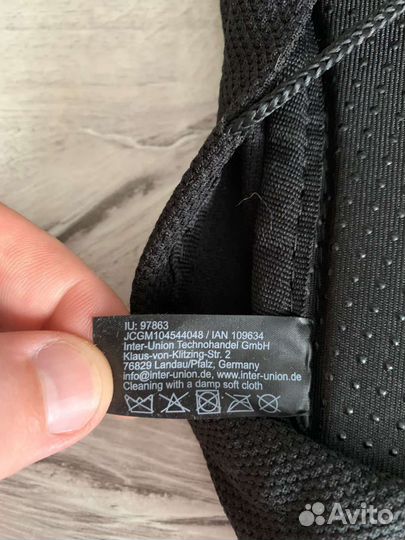 IU: 97863
JCGM104544048 / IAN 109634
Inter-Union Technohandel GmbH
Klaus-von-Klitzing-Str. 2
76829 Landau/Pfalz, Germany
info@inter-union.de, www.inter-union.de
Cleaning with a damp soft cloth
Avito